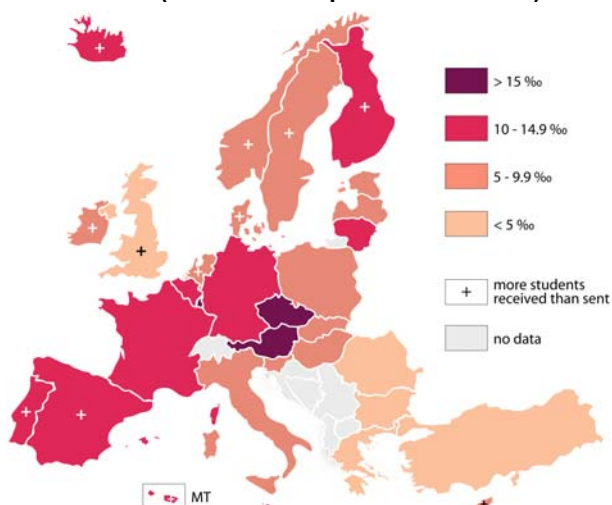 > 15 ‰
10 - 14.9 ‰
5 - 9.9 ‰
< 5 ‰
+ more students
received than sent
no data
MT